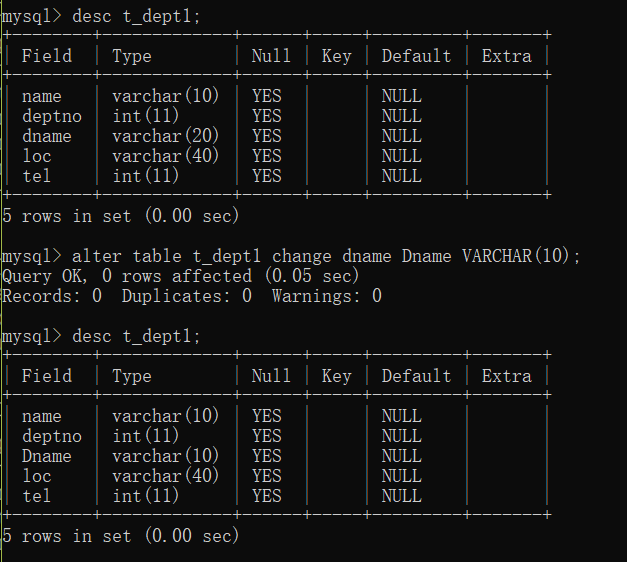 mysql> desc t_dept1;
+--------+-------------+------+-----+---------+-------+
| Field  | Type        | Null | Key | Default | Extra |
+--------+-------------+------+-----+---------+-------+
| name   | varchar(10) | YES  |     | NULL    |       |
| deptno | int(11)     | YES  |     | NULL    |       |
| dname  | varchar(20) | YES  |     | NULL    |       |
| loc    | varchar(40) | YES  |     | NULL    |       |
| tel    | int(11)     | YES  |     | NULL    |       |
+--------+-------------+------+-----+---------+-------+
5 rows in set (0.00 sec)
mysql> alter table t_dept1 change dname Dname VARCHAR(10);
Query OK, 0 rows affected (0.05 sec)
Records: 0  Duplicates: 0  Warnings: 0
mysql> desc t_dept1;
+--------+-------------+------+-----+---------+-------+
| Field  | Type        | Null | Key | Default | Extra |
+--------+-------------+------+-----+---------+-------+
| name   | varchar(10) | YES  |     | NULL    |       |
| deptno | int(11)     | YES  |     | NULL    |       |
| Dname  | varchar(10) | YES  |     | NULL    |       |
| loc    | varchar(40) | YES  |     | NULL    |       |
| tel    | int(11)     | YES  |     | NULL    |       |
+--------+-------------+------+-----+---------+-------+
5 rows in set (0.00 sec)